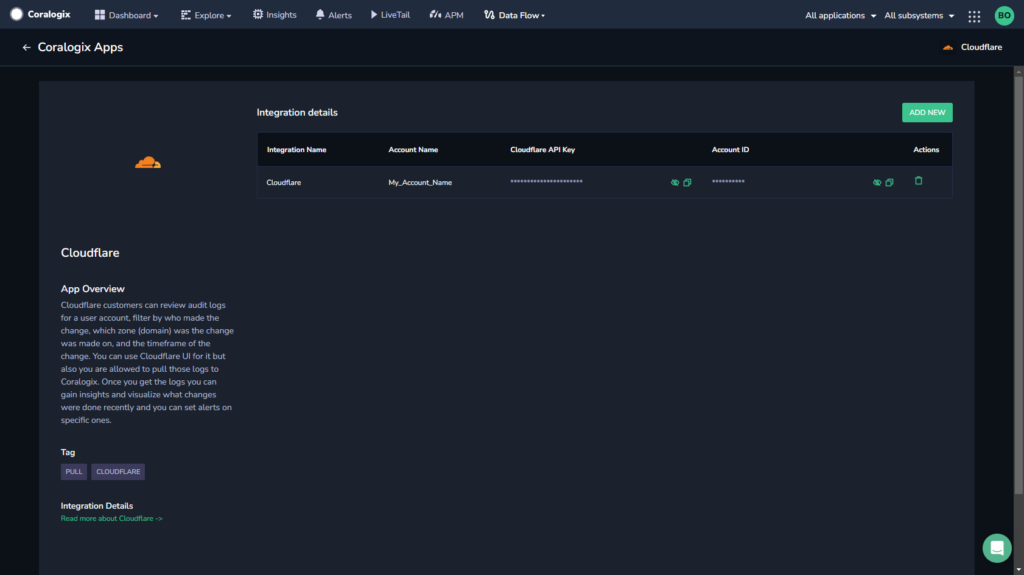 Coralogix Dashboard Explore Insights Alerts LiveTail APM Data Flow All applications All subsystems BO
Coralogix Apps Cloudflare
Integration details ADD NEW
Integration Name Account Name Cloudflare API Key Account ID Actions
Cloudflare My_Account_Name ********************** **********
Cloudflare
App Overview
Cloudflare customers can review audit logs
for a user account, filter by who made the
change, which zone (domain) was the change
was made on, and the timeframe of the
change. You can use Cloudflare UI for it but
also you are allowed to pull those logs to
Coralogix. Once you get the logs you can
gain insights and visualize what changes
were done recently and you can set alerts on
specific ones.
Tag
PULL CLOUDFLARE
Integration Details
Read more about Cloudflare ->